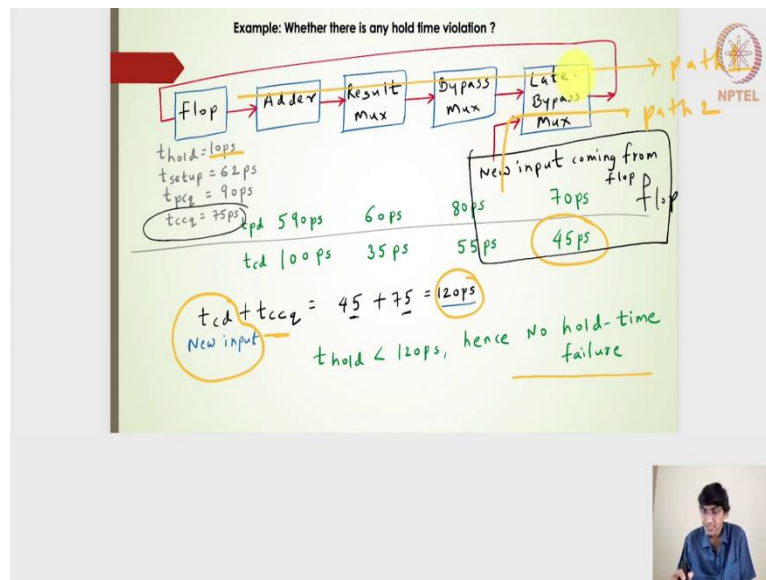 Example: Whether there is any hold time violation ?
NPTEL
path 1
path 2
flop
Adder
Result
Mux
Bypass
Mux
Late.
Bypass
Mux
thold = 10ps
tsetup = 62ps
tpcq = 90ps
tccq = 75ps
New input coming from
flop
flop
tpd 590ps 60ps 80ps 70ps
tcd 100ps 35ps 55ps 45ps
tcd + tccq = 45 + 75 = 120ps
New input
thold < 120ps, hence No hold-time
failure